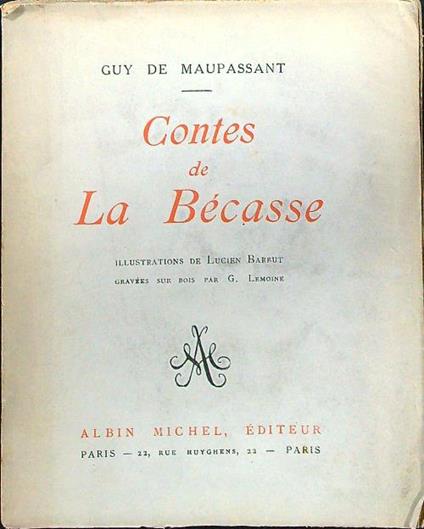 GUY DE MAUPASSANT
Contes
de
La Bécasse
ILLUSTRATIONS DE LUCIEN BARBUT
GRAVÉES SUR BOIS PAR G. LEMOINE
AM
ALBIN MICHEL, ÉDITEUR
PARIS — 22, RUE HUYGHENS, 22 — PARIS